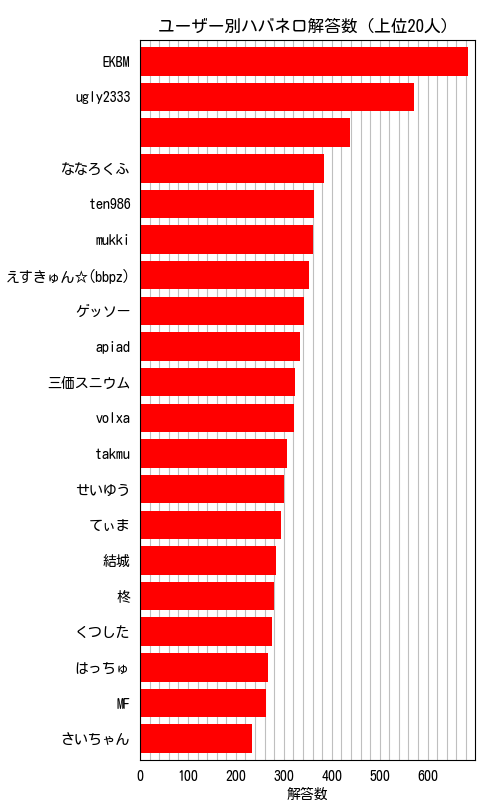 ユーザー別ハバネロ解答数 (上位20人)
EKBM
ugly2333
ななろくふ
ten986
mukki
えすきゅん☆(bbpz)
ゲッソー
apiad
三価スニウム
volxa
takmu
せいゆう
てぃま
結城
柊
くつした
はっちゅ
MF
さいちゃん
0 100 200 300 400 500 600
解答数